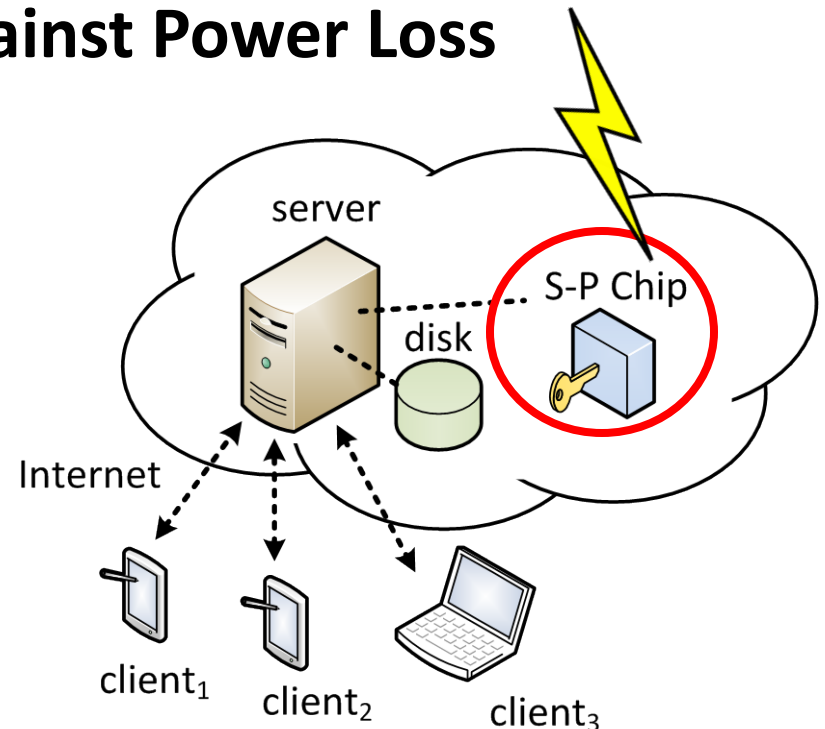 ainst Power Loss
server
S-P Chip
disk
Internet
client₁
client₂
client₃